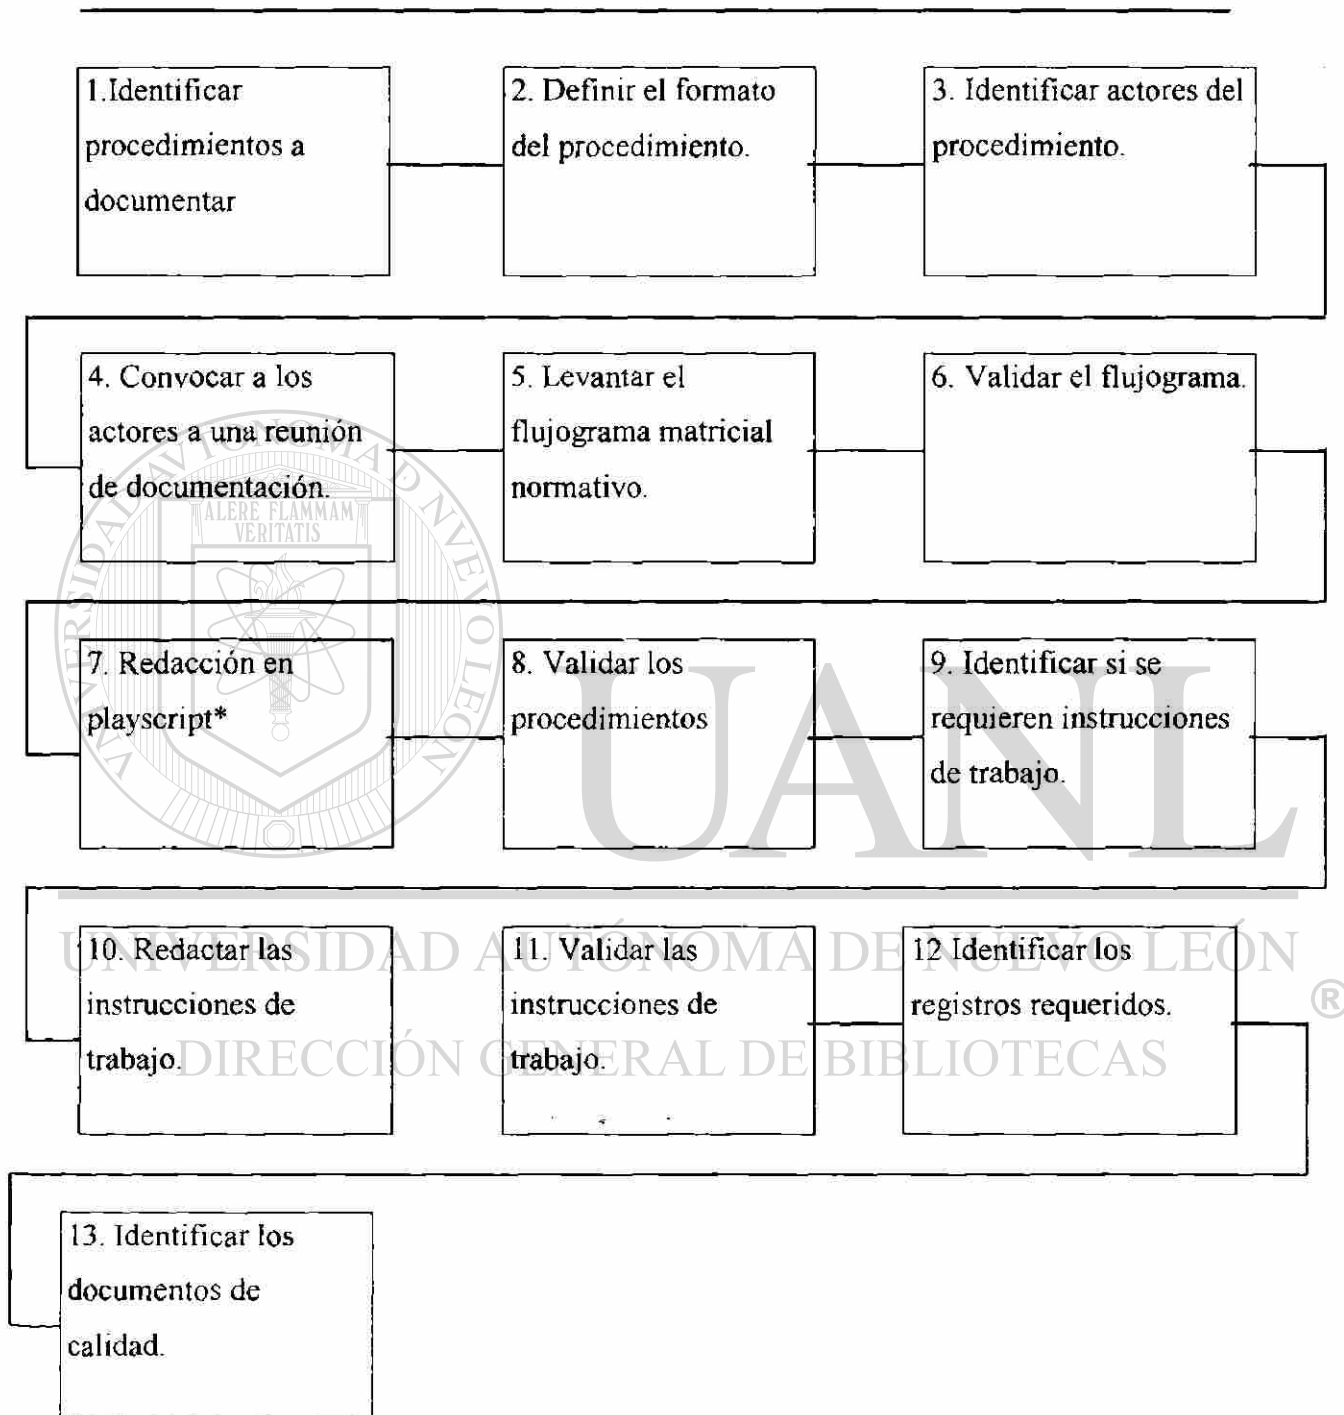 1.Identificar
procedimientos a
documentar
2. Definir el formato
del procedimiento.
3. Identificar actores del
procedimiento.
4. Convocar a los
actores a una reunión
de documentación.
5. Levantar el
flujograma matricial
normativo.
6. Validar el flujograma.
7. Redacción en
playscript*
8. Validar los
procedimientos
9. Identificar si se
requieren instrucciones
de trabajo.
10. Redactar las
instrucciones de
trabajo.
11. Validar las
instrucciones de
trabajo.
12 Identificar los
registros requeridos.
13. Identificar los
documentos de
calidad.
UNIVERSIDAD AUTONOMA D NVEVO LEON
ALERE FLAMMAM
VERITATIS
UANL
UNIVERSIDAD AUTÓNOMA DE NUEVO LEÓN
®
DIRECCIÓN GENERAL DE BIBLIOTECAS